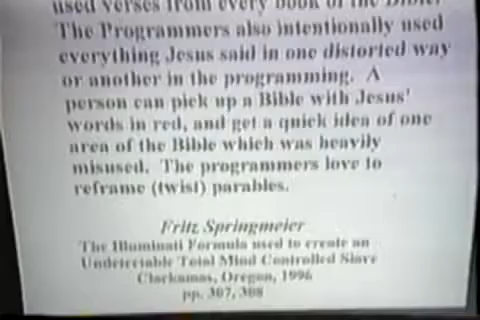 used verses from every book of the Bible.
The Programmers also intentionally used
everything Jesus said in one distorted way
or another in the programming. A
person can pick up a Bible with Jesus'
words in red, and get a quick idea of one
area of the Bible which was heavily
misused. The programmers love to
reframe (twist) parables.
Fritz Springmeier
The Illuminati Formula used to create an
Undetectable Total Mind Controlled Slave
Clackamas, Oregon, 1996
pp. 307, 308